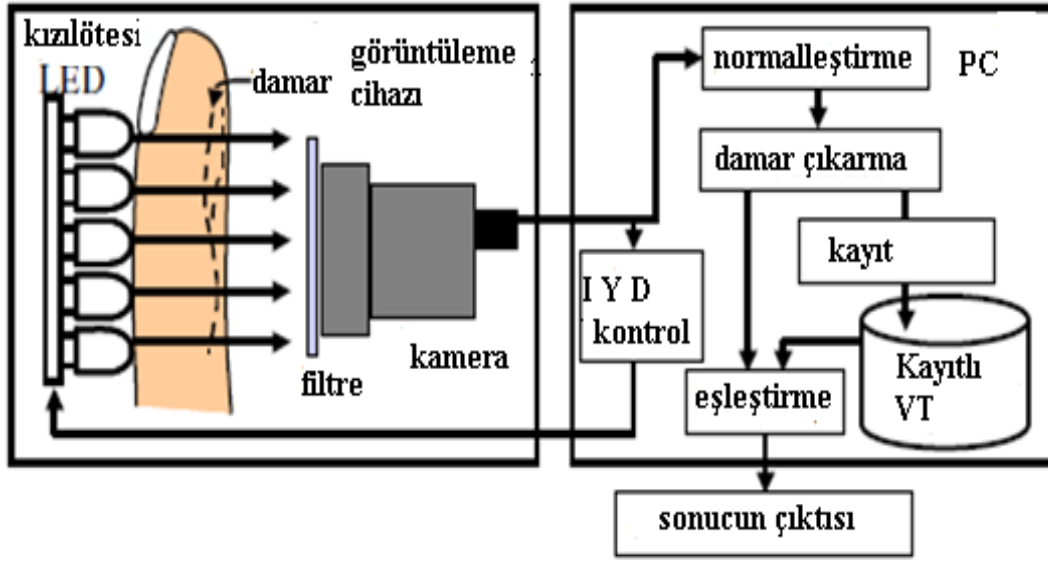 kızılötesi
LED
damar
görüntüleme
cihazı
filtre
kamera
normalleştirme
PC
damar çıkarma
kayıt
I Y D
kontrol
Kayıtlı
VT
eşleştirme
sonucun çıktısı